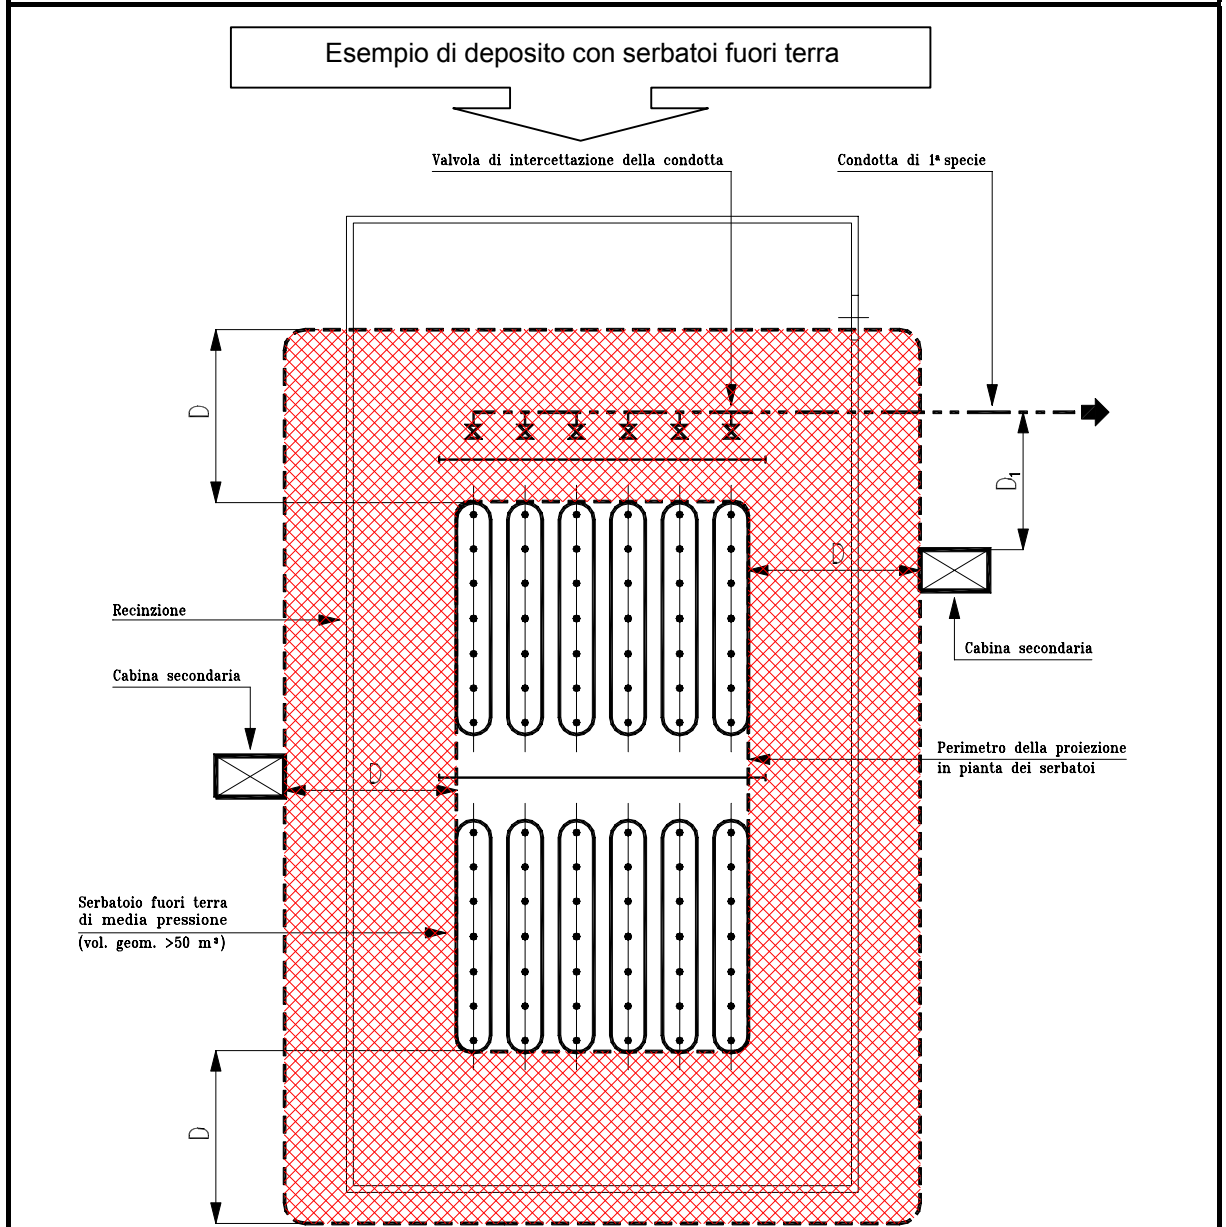 Esempio di deposito con serbatoi fuori terra
Valvola di intercettazione della condotta
Condotta di 1ª specie
D
D₁
D
Recinzione
Cabina secondaria
Cabina secondaria
Perimetro della proiezione
in pianta dei serbatoi
D
Serbatoio fuori terra
di media pressione
(vol. geom. >50 m³)
D